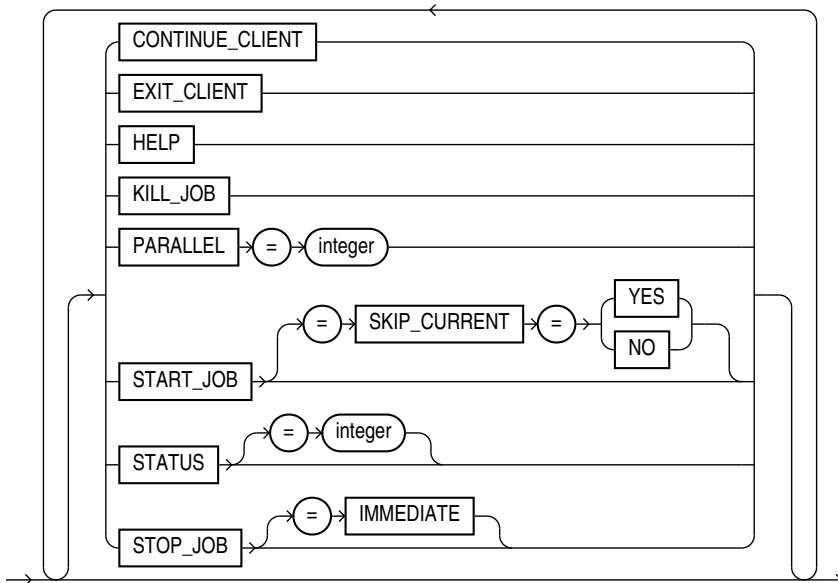 CONTINUE_CLIENT
EXIT_CLIENT
HELP
KILL_JOB
PARALLEL = integer
= SKIP_CURRENT = YES
NO
START_JOB
= integer
STATUS
= IMMEDIATE
STOP_JOB